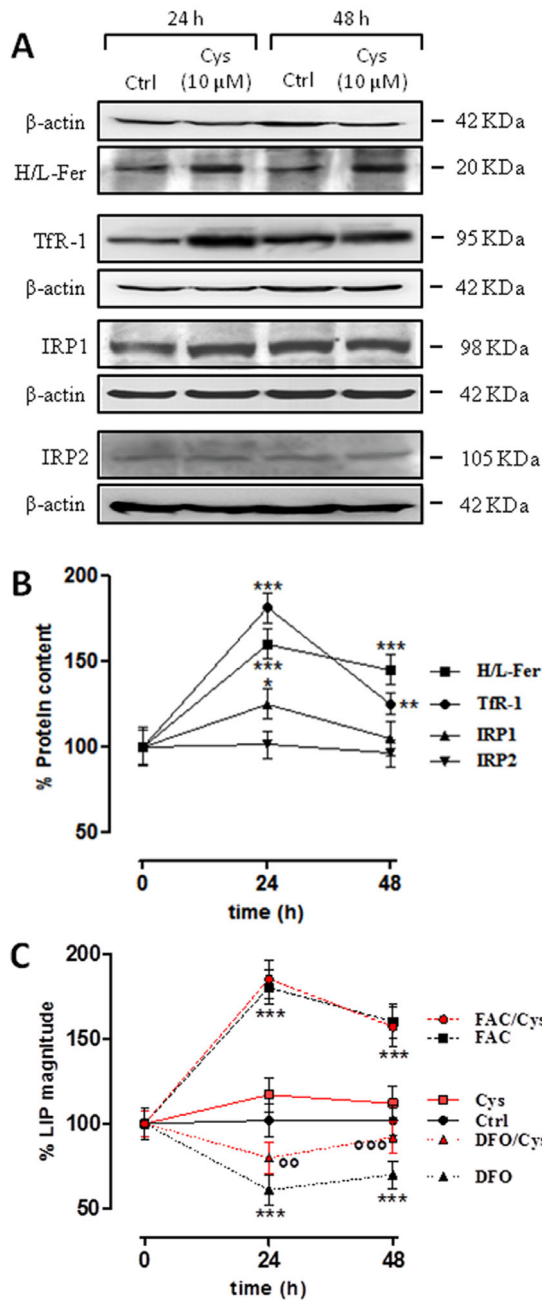 A
24 h
48 h
Ctrl
Cys
(10 μM)
Ctrl
Cys
(10 μM)
β-actin
42 KDa
H/L-Fer
20 KDa
TfR-1
95 KDa
β-actin
42 KDa
IRP1
98 KDa
β-actin
42 KDa
IRP2
105 KDa
β-actin
42 KDa
B
% Protein content
200
150
100
50
***
***
*
***
**
0
24
48
time (h)
H/L-Fer
TfR-1
IRP1
IRP2
C
% LIP magnitude
200
150
100
50
***
***
°°
°°°
***
***
0
24
48
time (h)
FAC/Cys
FAC
Cys
Ctrl
DFO/Cys
DFO